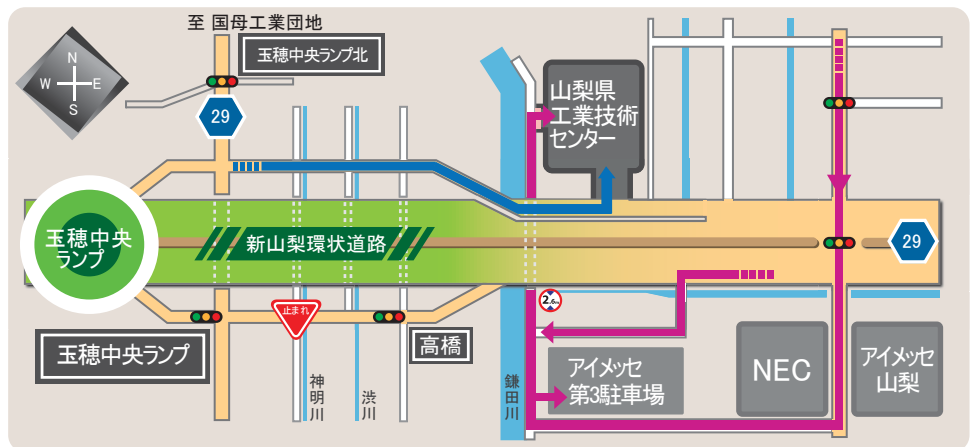 至 国母工業団地
玉穂中央ランプ北
N
W
E
S
29
山梨県
工業技術
センター
玉穂中央
ランプ
新山梨環状道路
29
止まれ
2.6m
玉穂中央ランプ
高橋
神明川
渋川
鎌田川
アイメッセ
第3駐車場
NEC
アイメッセ
山梨